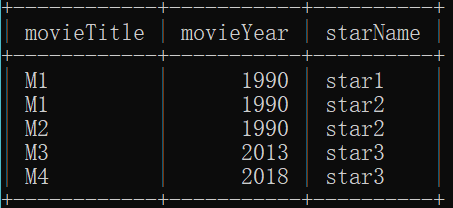 movieTitle movieYear starName
M1 1990 star1
M1 1990 star2
M2 1990 star2
M3 2013 star3
M4 2018 star3